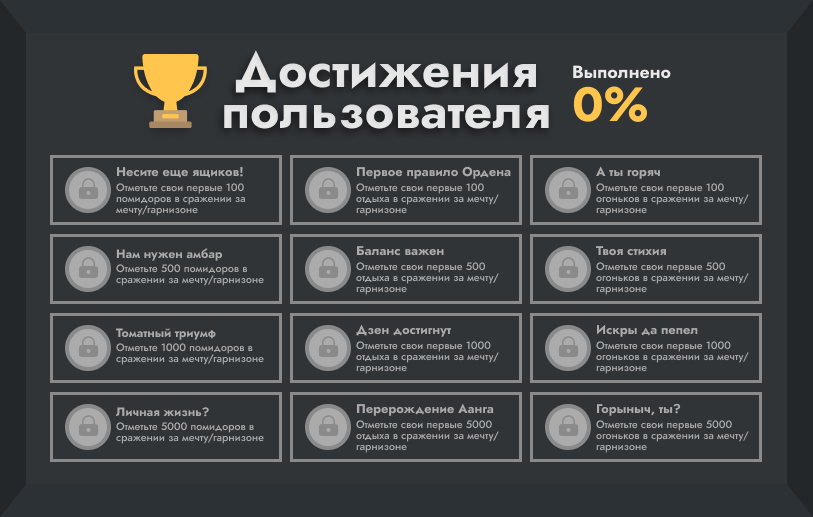 Достижения
пользователя
Выполнено
0%
Несите еще ящиков!
Отметьте свои первые 100
помидоров в сражении за
мечту/гарнизоне
Первое правило Ордена
Отметьте свои первые 100
отдыха в сражении за мечту/
гарнизоне
А ты горяч
Отметьте свои первые 100
огоньков в сражении за мечту/
гарнизоне
Нам нужен амбар
Отметьте 500 помидоров в
сражении за мечту/гарнизоне
Баланс важен
Отметьте свои первые 500
отдыха в сражении за мечту/
гарнизоне
Твоя стихия
Отметьте свои первые 500
огоньков в сражении за мечту/
гарнизоне
Томатный триумф
Отметьте 1000 помидоров в
сражении за мечту/гарнизоне
Дзен достигнут
Отметьте свои первые 1000
отдыха в сражении за мечту/
гарнизоне
Искры да пепел
Отметьте свои первые 1000
огоньков в сражении за мечту/
гарнизоне
Личная жизнь?
Отметьте 5000 помидоров в
сражении за мечту/гарнизоне
Перерождение Аанга
Отметьте свои первые 5000
отдыха в сражении за мечту/
гарнизоне
Горыныч, ты?
Отметьте свои первые 5000
огоньков в сражении за мечту/
гарнизоне